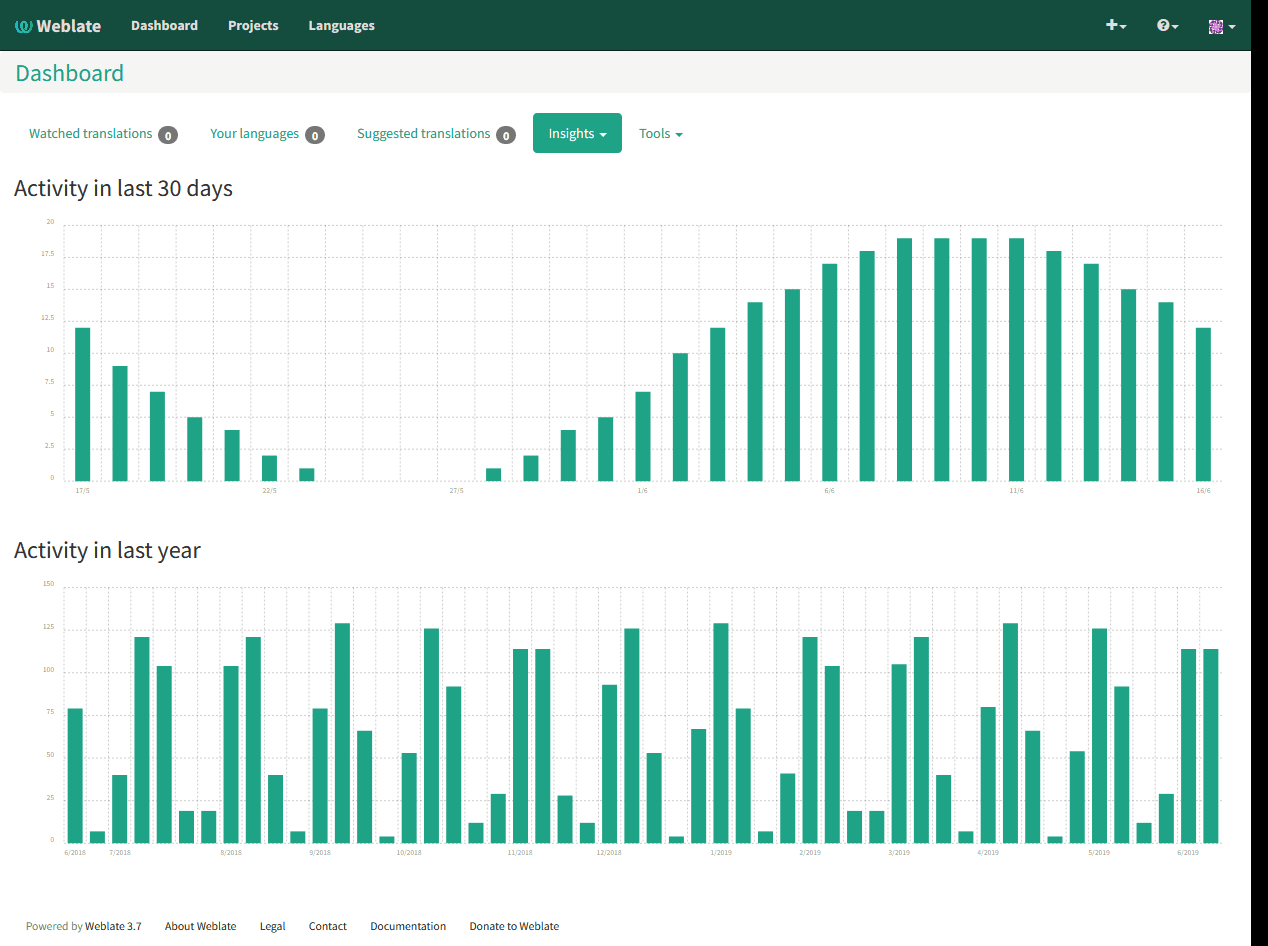 Weblate Dashboard Projects Languages
Dashboard
Watched translations 0 Your languages 0 Suggested translations 0 Insights Tools
Activity in last 30 days
20
17.5
15
12.5
10
7.5
5
2.5
0
17/5 22/5 27/5 1/6 6/6 11/6 16/6
Activity in last year
150
125
100
75
50
25
0
6/2018 7/2018 8/2018 9/2018 10/2018 11/2018 12/2018 1/2019 2/2019 3/2019 4/2019 5/2019 6/2019
Powered by Weblate 3.7 About Weblate Legal Contact Documentation Donate to Weblate